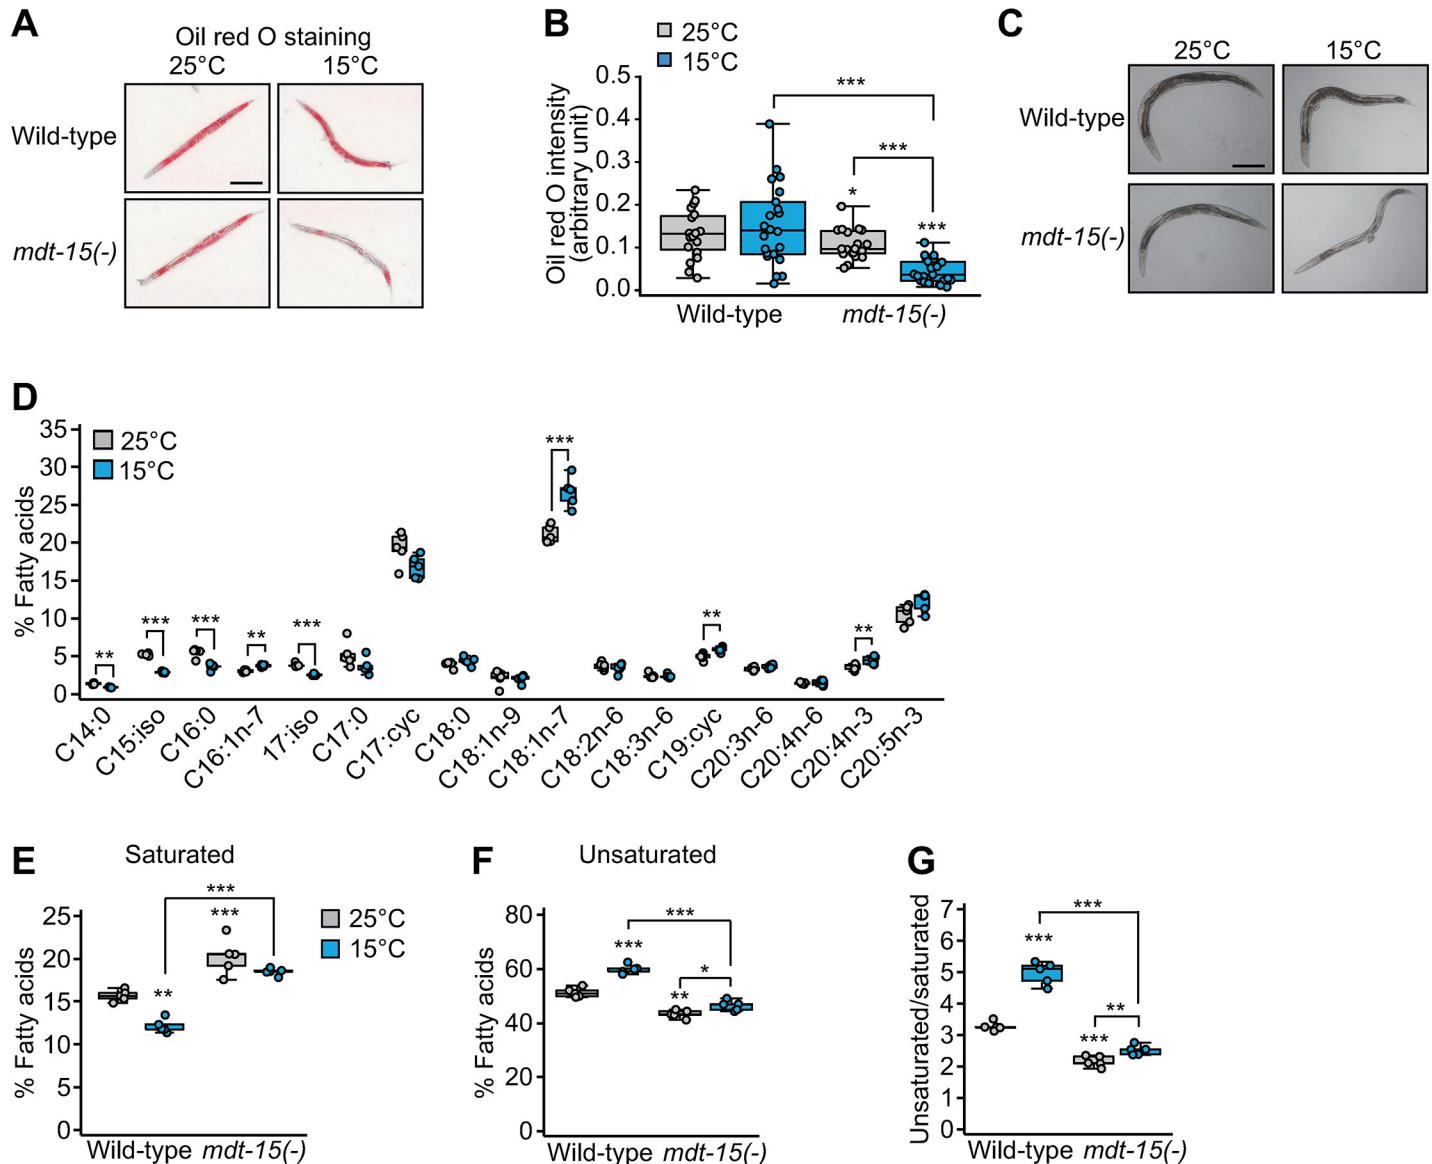 A
Oil red O staining
25°C 15°C
Wild-type
mdt-15(-)
B
25°C
15°C
Oil red O intensity
(arbitrary unit)
0.5
0.4
0.3
0.2
0.1
0.0
***
***
*
***
Wild-type mdt-15(-)
C
25°C 15°C
Wild-type
mdt-15(-)
D
% Fatty acids
35
30
25
20
15
10
5
0
25°C
15°C
** *** *** ** *** *** ** **
C14:0
C15:iso
C16:0
C16:1n-7
17:iso
C17:0
C17:cyc
C18:0
C18:1n-9
C18:1n-7
C18:2n-6
C18:3n-6
C19:cyc
C20:3n-6
C20:4n-6
C20:4n-3
C20:5n-3
E
Saturated
% Fatty acids
25
20
15
10
5
0
***
***
**
25°C
15°C
Wild-type mdt-15(-)
F
Unsaturated
% Fatty acids
80
60
40
20
0
***
***
*
**
Wild-type mdt-15(-)
G
Unsaturated/saturated
7
6
5
4
3
2
1
0
***
***
**
***
Wild-type mdt-15(-)